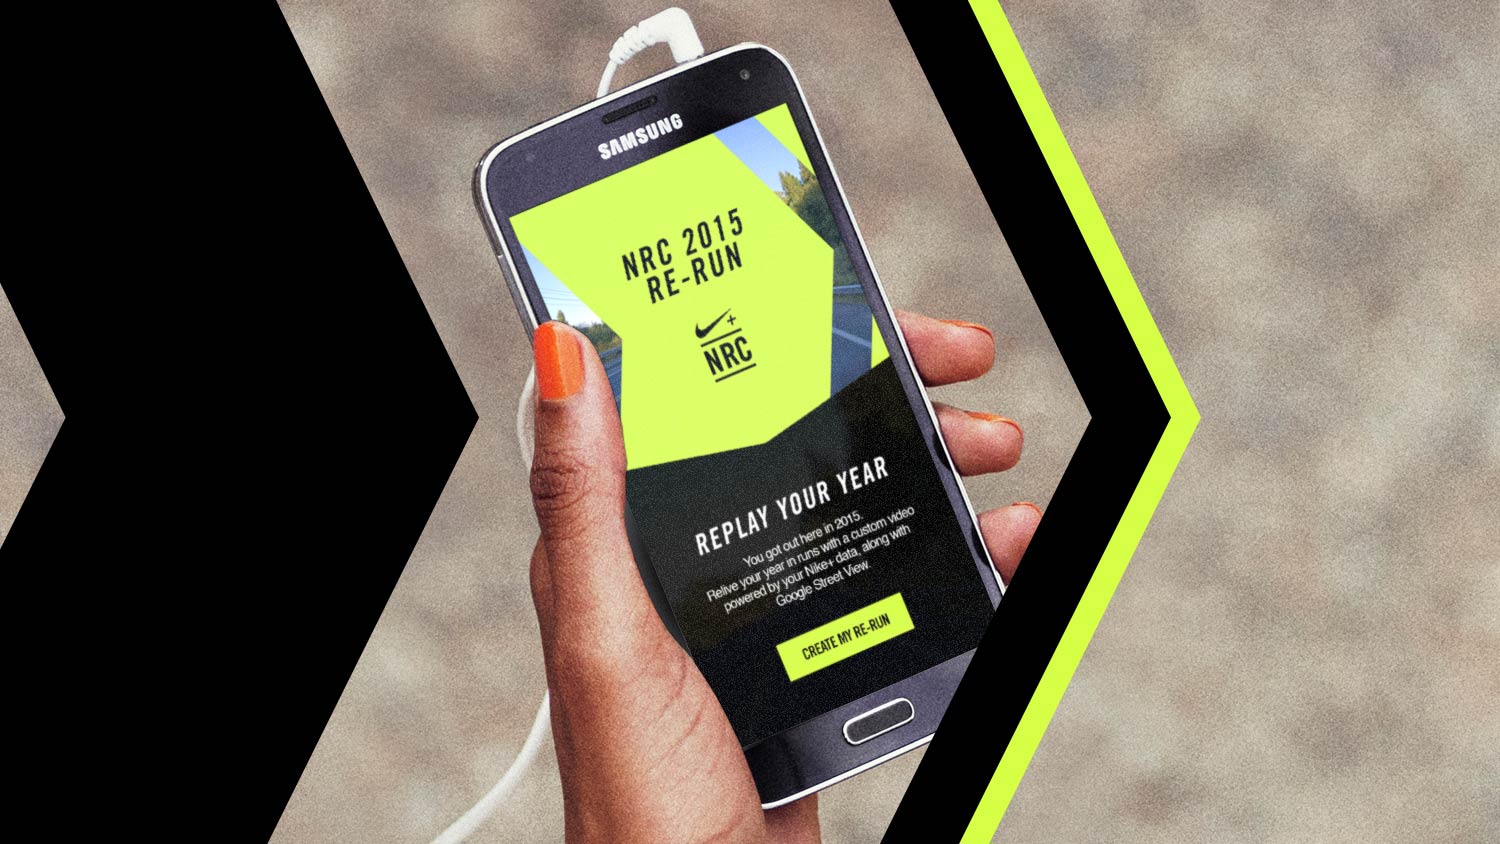 SAMSUNG
NRC 2015
RE-RUN
NRC
REPLAY YOUR YEAR
You got out here in 2015.
Relive your year in runs with a custom video
powered by your Nike+ data, along with
Google Street View.
CREATE MY RE-RUN